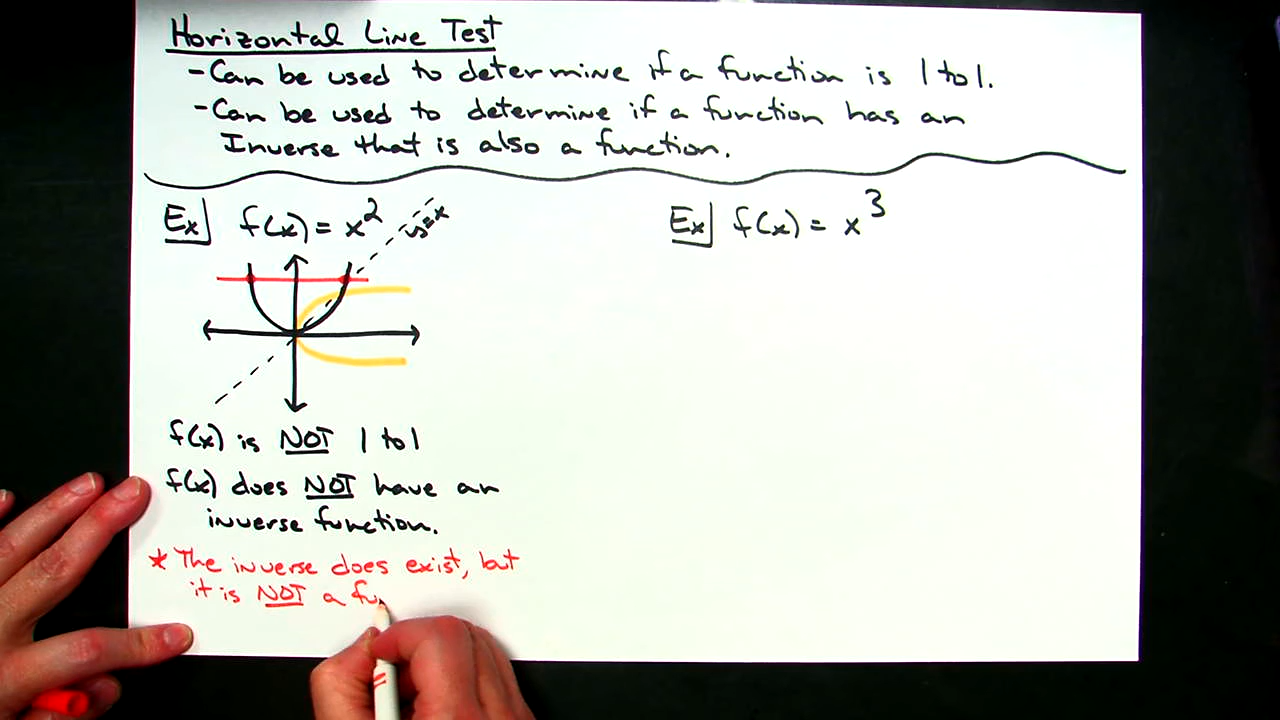 Horizontal Line Test
-Can be used to determine if a function is 1 to 1.
-Can be used to determine if a function has an
Inverse that is also a function.
Ex f(x) = x²
y=x
f(x) is NOT 1 to 1
f(x) does NOT have an
inverse function.
* The inverse does exist, but
it is NOT a fu
Ex f(x) = x³